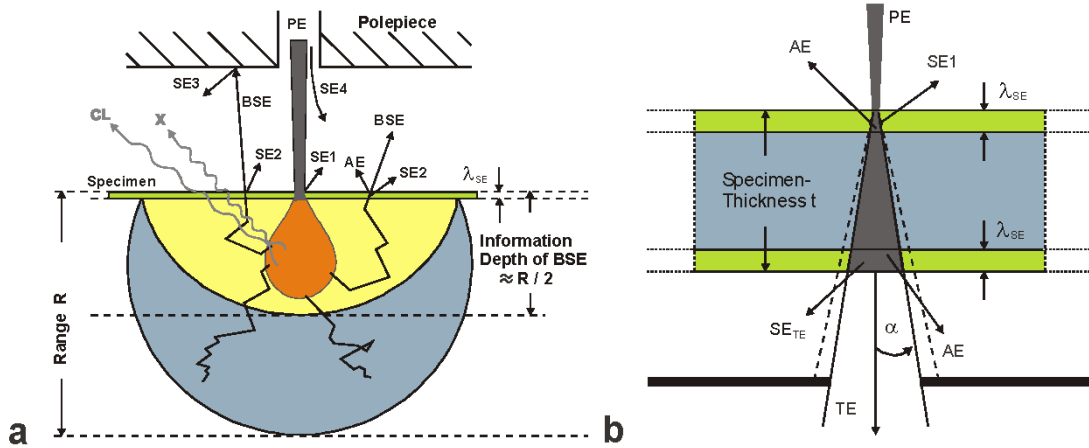 PE
Polepiece
SE3
BSE
SE4
CL
X
BSE
SE2
SE1
AE
SE2
Specimen
λSE
Information
Depth of BSE
≈ R / 2
Range R
a
PE
AE
SE1
λSE
Specimen-
Thickness t
λSE
SETE
α
AE
TE
b